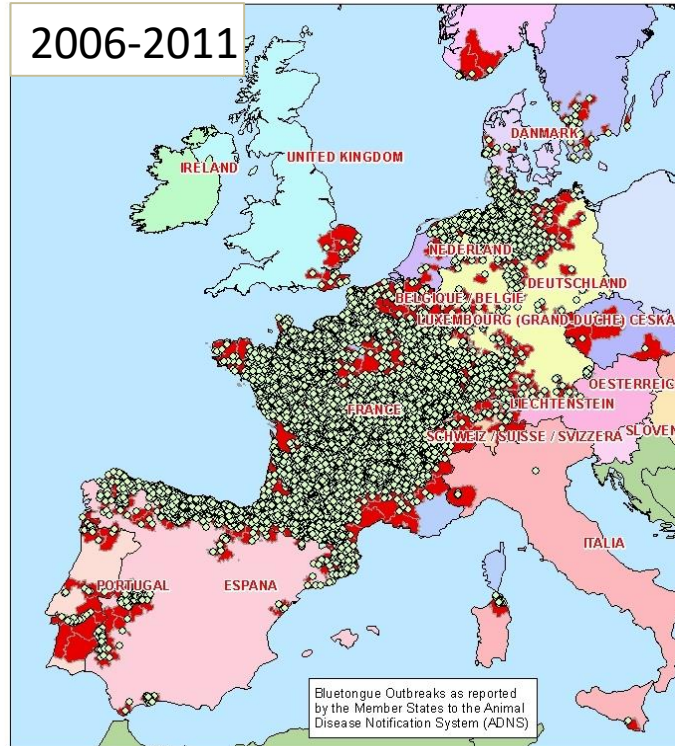 2006-2011
DANMARK
IRELAND
UNITED KINGDOM
NEDERLAND
DEUTSCHLAND
BELGIQUE / BELGIE
LUXEMBOURG (GRAND DUCHE)
CESKA
OESTERREIC
FRANCE
LIECHTENSTEIN
SCHWEIZ / SUISSE / SVIZZERA
SLOVEN
ITALIA
PORTUGAL
ESPANA
Bluetongue Outbreaks as reported
by the Member States to the Animal
Disease Notification System (ADNS)